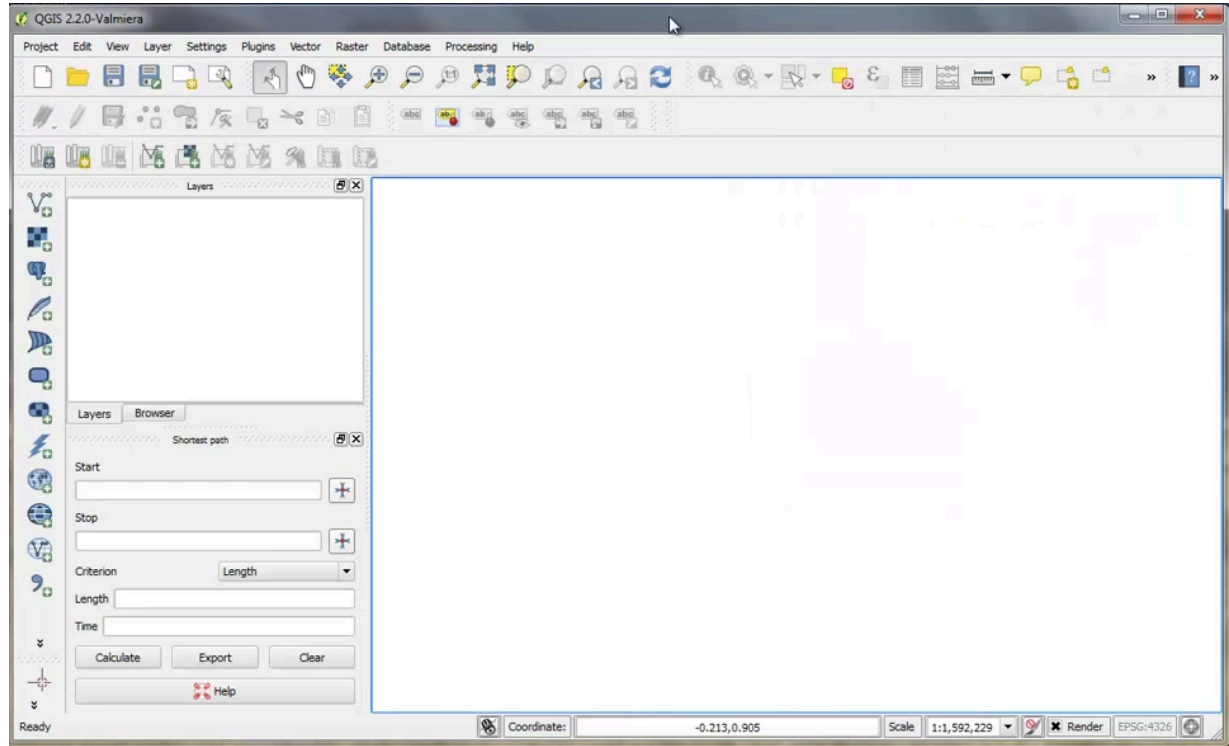 QGIS 2.2.0-Valmiera
Project Edit View Layer Settings Plugins Vector Raster Database Processing Help
abc abc
Layers
Layers Browser
Shortest path
Start
Stop
Criterion Length
Length
Time
Calculate Export Clear
Help
Ready Coordinate: -0.213,0.905 Scale 1:1,592,229 Render EPSG:4326